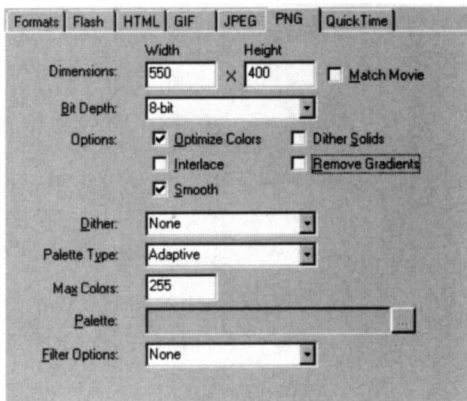 Formats Flash HTML GIF JPEG PNG QuickTime
Width Height
Dimensions: 550 x 400 Match Movie
Bit Depth: 8-bit
Options: Optimize Colors Dither Solids
Interlace Remove Gradients
Smooth
Dither: None
Palette Type: Adaptive
Max Colors: 255
Palette: ...
Filter Options: None